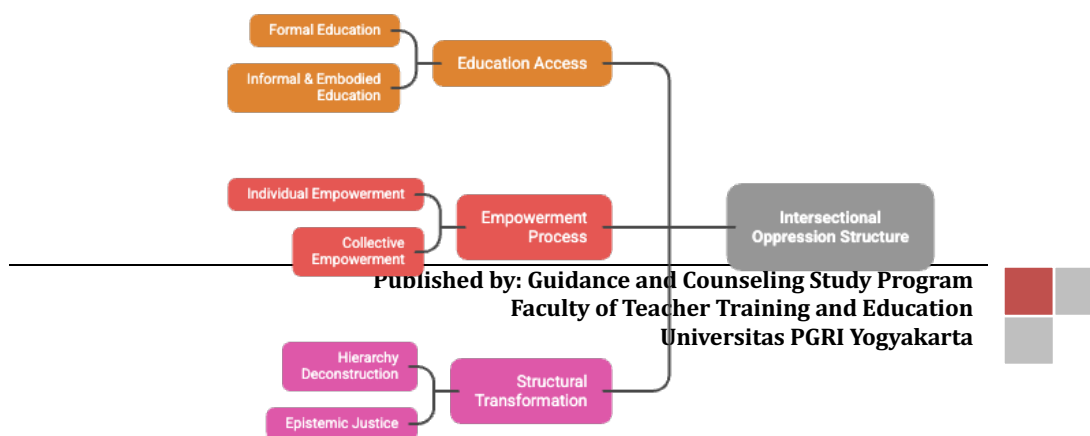 Formal Education
Informal & Embodied
Education
Education Access
Individual Empowerment
Collective
Empowerment
Empowerment
Process
Intersectional
Oppression Structure
Published by: Guidance and Counseling Study Program
Faculty of Teacher Training and Education
Universitas PGRI Yogyakarta
Hierarchy
Deconstruction
Epistemic Justice
Structural
Transformation